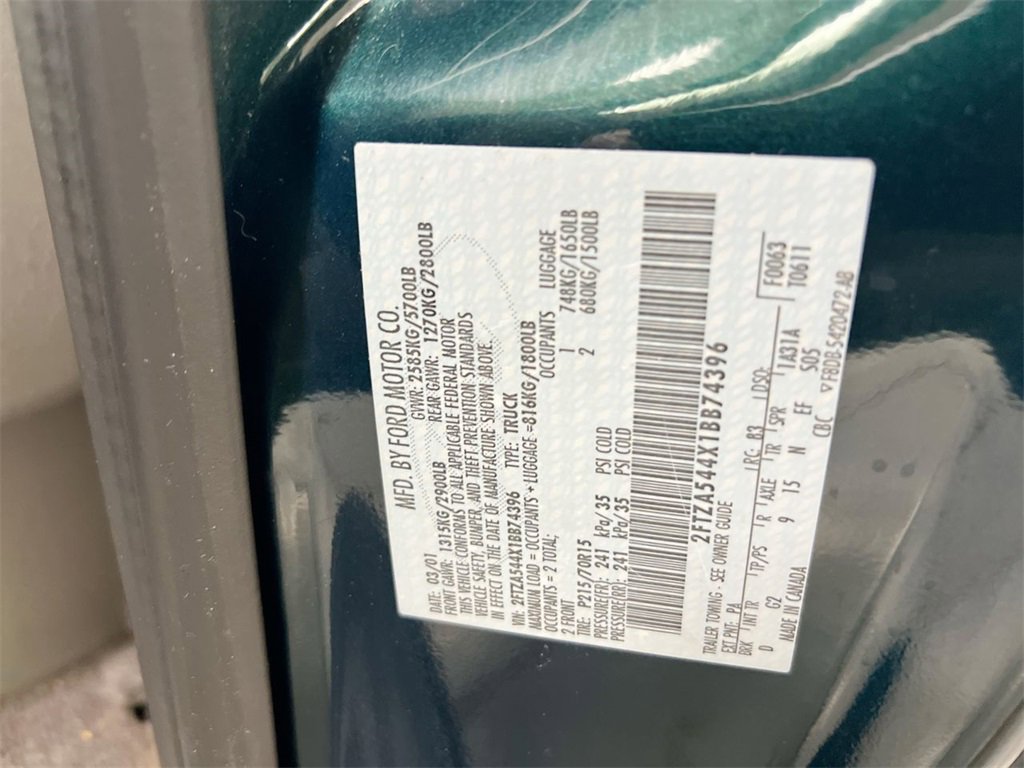 MFD. BY FORD MOTOR CO.
DATE: 03/01 GVWR: 2585KG/5700LB
FRONT GAWR: 1315KG/2900LB REAR GAWR: 1270KG/2800LB
THIS VEHICLE CONFORMS TO ALL APPLICABLE FEDERAL MOTOR
VEHICLE SAFETY, BUMPER, AND THEFT PREVENTION STANDARDS
IN EFFECT ON THE DATE OF MANUFACTURE SHOWN ABOVE.
VIN: 2FTZA544X1BB74396 TYPE: TRUCK
MAXIMUM LOAD = OCCUPANTS + LUGGAGE =816KG/1800LB
OCCUPANTS = 2 TOTAL; OCCUPANTS LUGGAGE
2 FRONT 1 748KG/1650LB
TIRE: P215/70R15 2 680KG/1500LB
PRESSURE(FR): 241 kPa/35 PSI COLD
PRESSURE(RR): 241 kPa/35 PSI COLD
2FTZA544X1BB74396
TRAILER TOWING - SEE OWNER GUIDE F0063
EXT PNT: PA RC: B3 DSO: T0611
BRK INT TR TP/PS R AXLE TR SPR 1A31A
D G2 9 15 N EF 505
MADE IN CANADA CBC